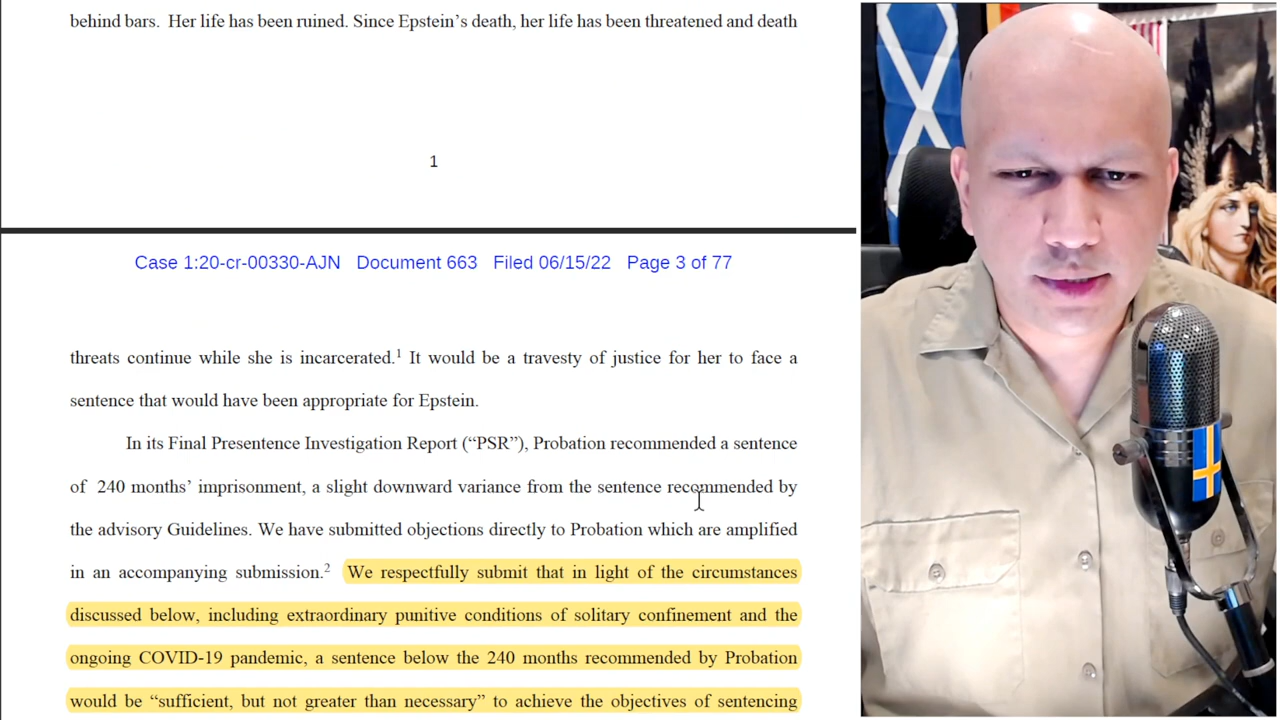 behind bars. Her life has been ruined. Since Epstein’s death, her life has been threatened and death
1
Case 1:20-cr-00330-AJN Document 663 Filed 06/15/22 Page 3 of 77
threats continue while she is incarcerated.1 It would be a travesty of justice for her to face a
sentence that would have been appropriate for Epstein.
In its Final Presentence Investigation Report (“PSR”), Probation recommended a sentence
of 240 months’ imprisonment, a slight downward variance from the sentence recommended by
the advisory Guidelines. We have submitted objections directly to Probation which are amplified
in an accompanying submission.2 We respectfully submit that in light of the circumstances
discussed below, including extraordinary punitive conditions of solitary confinement and the
ongoing COVID-19 pandemic, a sentence below the 240 months recommended by Probation
would be “sufficient, but not greater than necessary” to achieve the objectives of sentencing